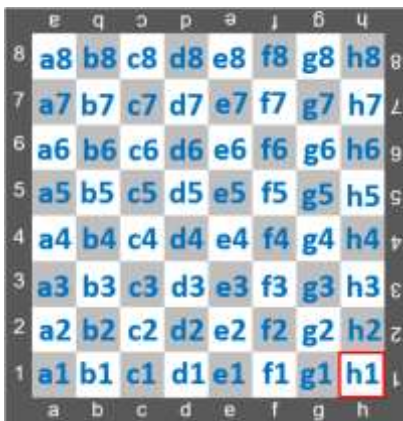 a b c d e f g h
8 a8 b8 c8 d8 e8 f8 g8 h8 8
7 a7 b7 c7 d7 e7 f7 g7 h7 7
6 a6 b6 c6 d6 e6 f6 g6 h6 6
5 a5 b5 c5 d5 e5 f5 g5 h5 5
4 a4 b4 c4 d4 e4 f4 g4 h4 4
3 a3 b3 c3 d3 e3 f3 g3 h3 3
2 a2 b2 c2 d2 e2 f2 g2 h2 2
1 a1 b1 c1 d1 e1 f1 g1 h1 1
a b c d e f g h